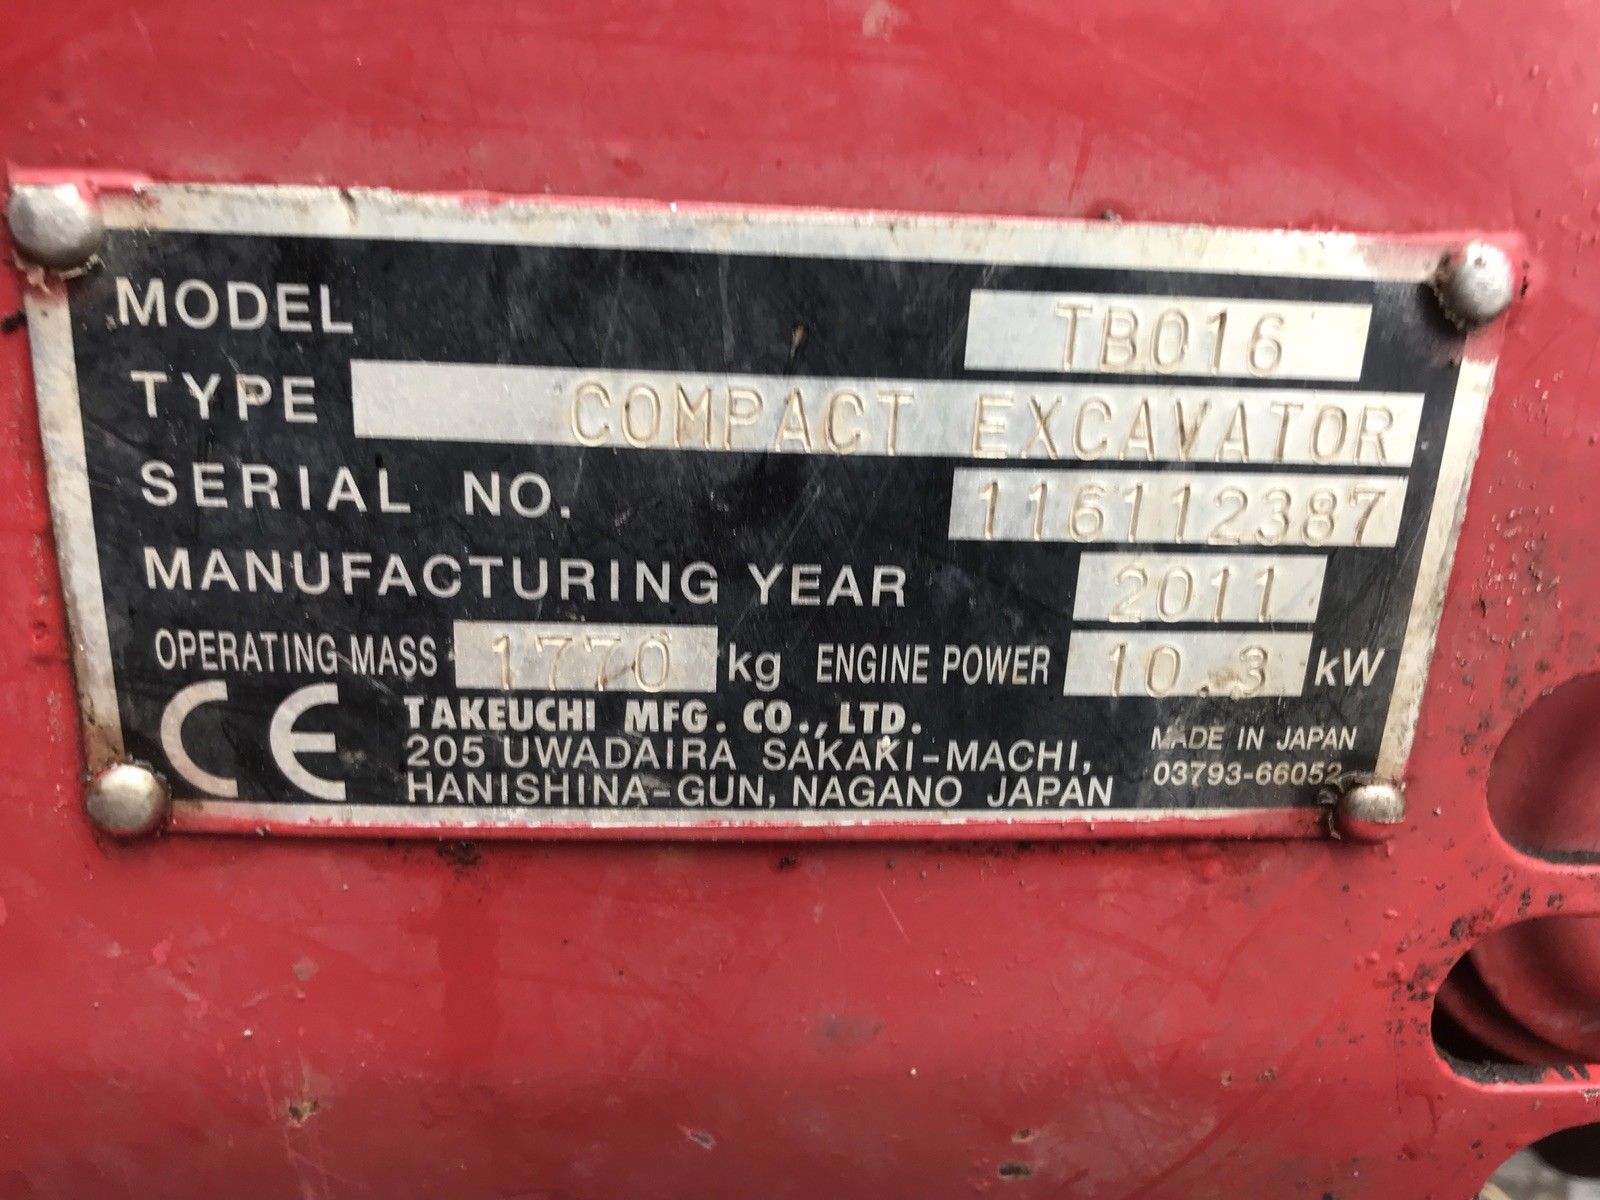 MODEL TB016
TYPE COMPACT EXCAVATOR
SERIAL NO. 116112387
MANUFACTURING YEAR 2011
OPERATING MASS 1770 kg ENGINE POWER 10.3 kW
CE
TAKEUCHI MFG. CO., LTD.
205 UWADAIRA SAKAKI-MACHI,
HANISHINA-GUN, NAGANO JAPAN
MADE IN JAPAN
03793-66052